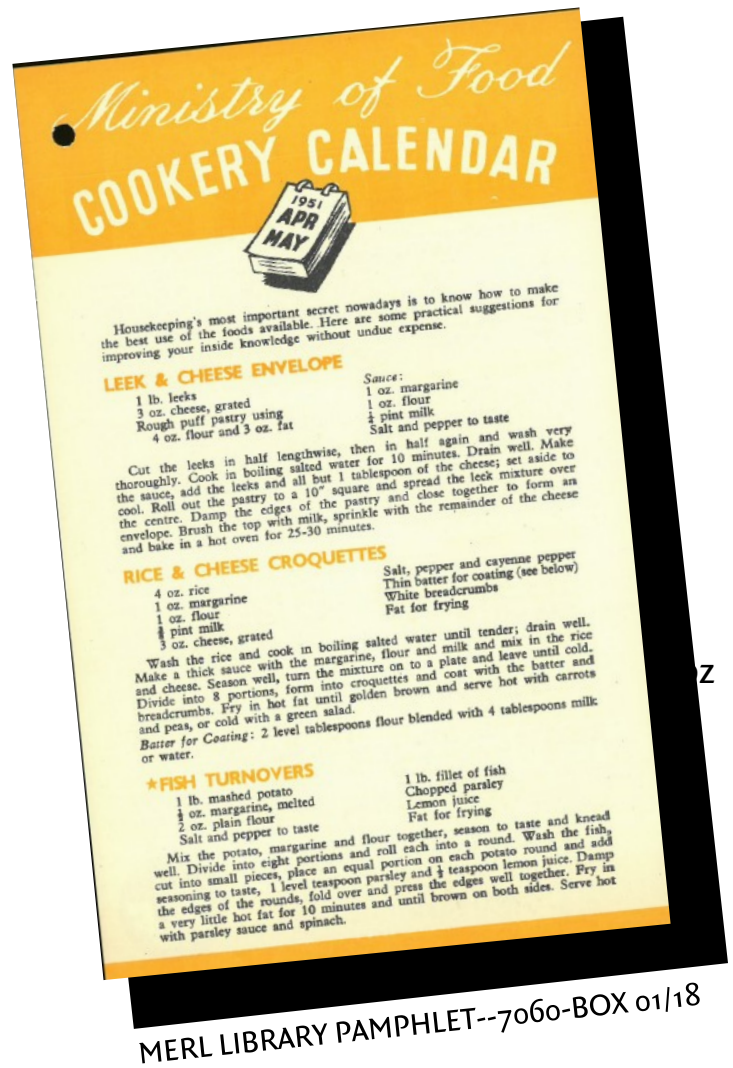 Ministry of Food
COOKERY CALENDAR
1951
APR
MAY
Housekeeping's most important secret nowadays is to know how to make
the best use of the foods available. Here are some practical suggestions for
improving your inside knowledge without undue expense.
LEEK & CHEESE ENVELOPE
1 lb. leeks
3 oz. cheese, grated
Rough puff pastry using
4 oz. flour and 3 oz. fat
Sauce:
1 oz. margarine
1 oz. flour
¼ pint milk
Salt and pepper to taste
Cut the leeks in half lengthwise, then in half again and wash very
thoroughly. Cook in boiling salted water for 10 minutes. Drain well. Make
the sauce, add the leeks and all but 1 tablespoon of the cheese; set aside to
cool. Roll out the pastry to a 10" square and spread the leek mixture over
the centre. Damp the edges of the pastry and close together to form an
envelope. Brush the top with milk, sprinkle with the remainder of the cheese
and bake in a hot oven for 25-30 minutes.
RICE & CHEESE CROQUETTES
4 oz. rice
1 oz. margarine
1 oz. flour
pint milk
3 oz. cheese, grated
Salt, pepper and cayenne pepper
Thin batter for coating (see below)
White breadcrumbs
Fat for frying
Wash the rice and cook in boiling salted water until tender; drain well.
Make a thick sauce with the margarine, flour and milk and mix in the rice
and cheese. Season well, turn the mixture on to a plate and leave until cold.
Divide into 8 portions, form into croquettes and coat with the batter and
breadcrumbs. Fry in hot fat until golden brown and serve hot with carrots
and peas, or cold with a green salad.
Batter for Coating: 2 level tablespoons flour blended with 4 tablespoons milk
or water.
★FISH TURNOVERS
1 lb. mashed potato
½ oz. margarine, melted
2 oz. plain flour
Salt and pepper to taste
1 lb. fillet of fish
Chopped parsley
Lemon juice
Fat for frying
Mix the potato, margarine and flour together, season to taste and knead
well. Divide into eight portions and roll each into a round. Wash the fish,
cut into small pieces, place an equal portion on each potato round and add
seasoning to taste, 1 level teaspoon parsley and ½ teaspoon lemon juice. Damp
the edges of the rounds, fold over and press the edges well together. Fry in
a very little hot fat for 10 minutes and until brown on both sides. Serve hot
with parsley sauce and spinach.
MERL LIBRARY PAMPHLET--7060-BOX 01/18